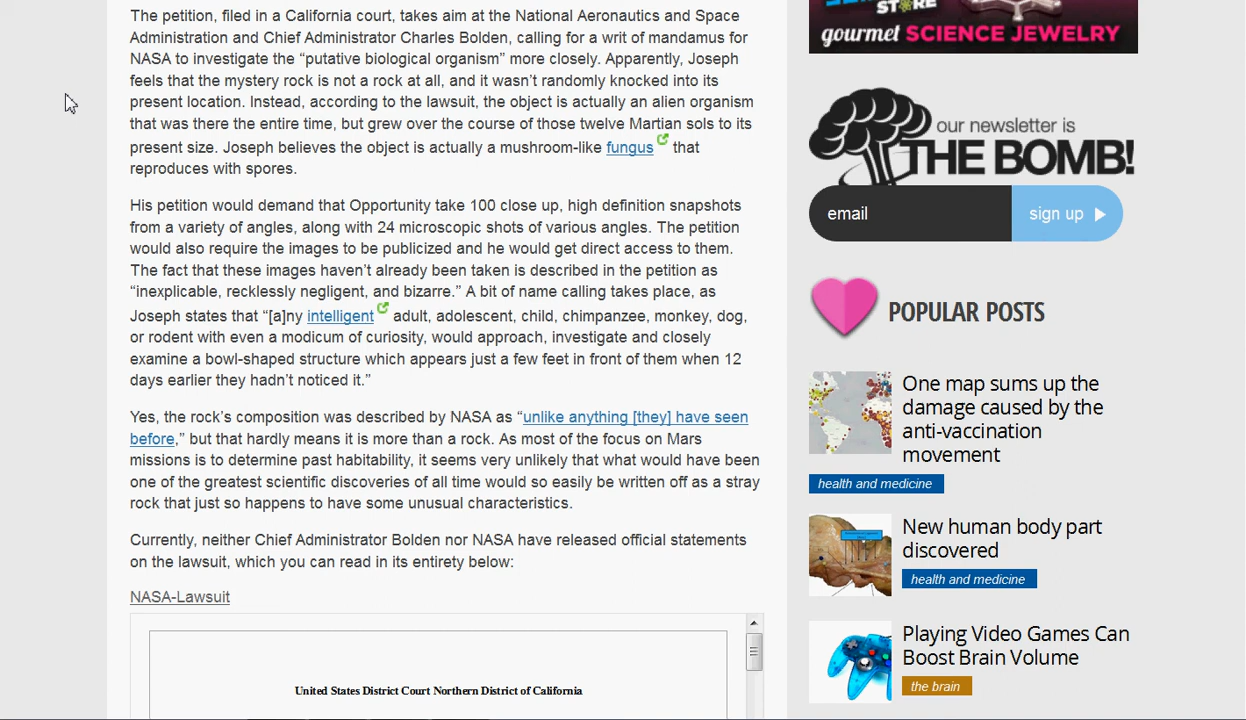 The petition, filed in a California court, takes aim at the National Aeronautics and Space
Administration and Chief Administrator Charles Bolden, calling for a writ of mandamus for
NASA to investigate the “putative biological organism” more closely. Apparently, Joseph
feels that the mystery rock is not a rock at all, and it wasn’t randomly knocked into its
present location. Instead, according to the lawsuit, the object is actually an alien organism
that was there the entire time, but grew over the course of those twelve Martian sols to its
present size. Joseph believes the object is actually a mushroom-like fungus that
reproduces with spores.
His petition would demand that Opportunity take 100 close up, high definition snapshots
from a variety of angles, along with 24 microscopic shots of various angles. The petition
would also require the images to be publicized and he would get direct access to them.
The fact that these images haven’t already been taken is described in the petition as
“inexplicable, recklessly negligent, and bizarre.” A bit of name calling takes place, as
Joseph states that “[a]ny intelligent adult, adolescent, child, chimpanzee, monkey, dog,
or rodent with even a modicum of curiosity, would approach, investigate and closely
examine a bowl-shaped structure which appears just a few feet in front of them when 12
days earlier they hadn’t noticed it.”
Yes, the rock’s composition was described by NASA as “unlike anything [they] have seen
before,” but that hardly means it is more than a rock. As most of the focus on Mars
missions is to determine past habitability, it seems very unlikely that what would have been
one of the greatest scientific discoveries of all time would so easily be written off as a stray
rock that just so happens to have some unusual characteristics.
Currently, neither Chief Administrator Bolden nor NASA have released official statements
on the lawsuit, which you can read in its entirety below:
NASA-Lawsuit
United States District Court Northern District of California
STORE
gourmet SCIENCE JEWELRY
our newsletter is
THE BOMB!
email
sign up
POPULAR POSTS
One map sums up the
damage caused by the
anti-vaccination
movement
health and medicine
New human body part
discovered
health and medicine
Playing Video Games Can
Boost Brain Volume
the brain